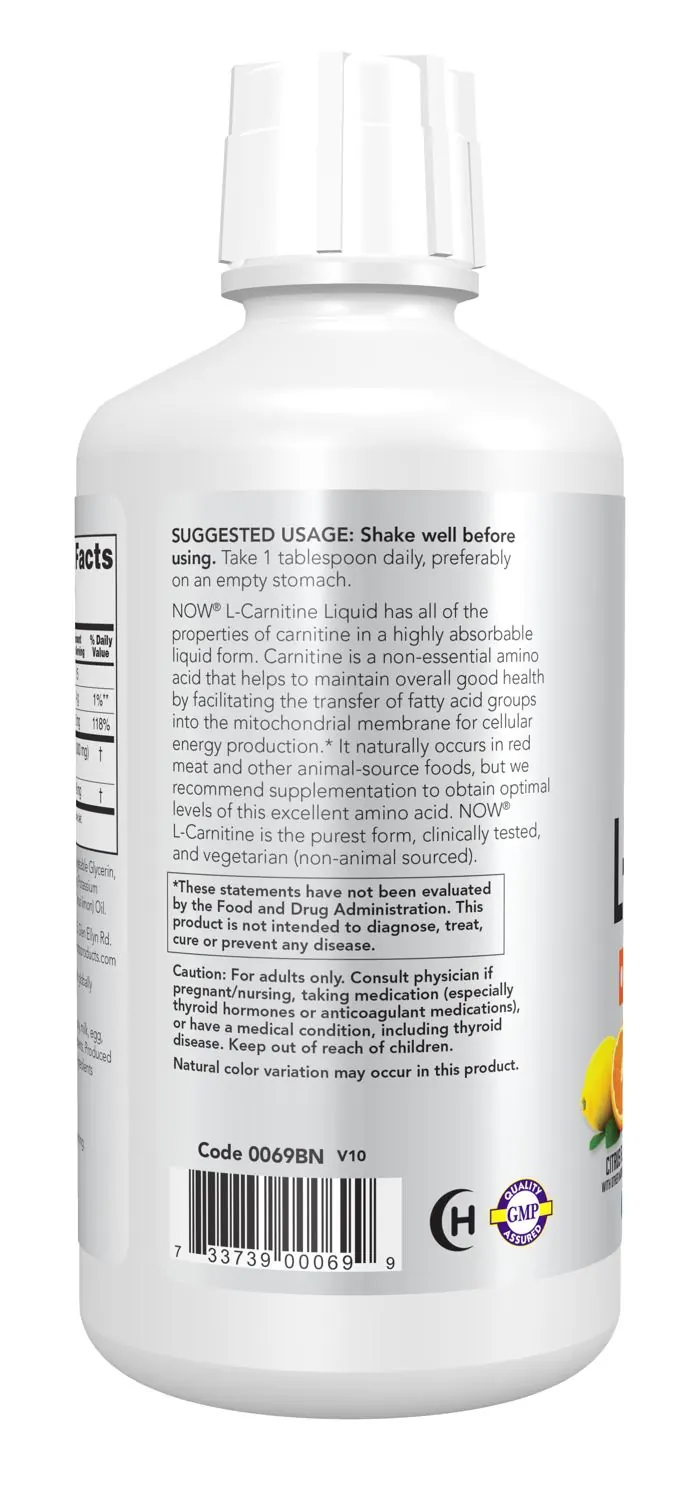 Facts
% Daily
Value
1%**
118%
†
†
Glycerin,
Potassium
Oil.
Ellyn Rd.
milk, egg,
Produced
SUGGESTED USAGE: Shake well before
using. Take 1 tablespoon daily, preferably
on an empty stomach.
NOW® L-Carnitine Liquid has all of the
properties of carnitine in a highly absorbable
liquid form. Carnitine is a non-essential amino
acid that helps to maintain overall good health
by facilitating the transfer of fatty acid groups
into the mitochondrial membrane for cellular
energy production.* It naturally occurs in red
meat and other animal-source foods, but we
recommend supplementation to obtain optimal
levels of this excellent amino acid. NOW®
L-Carnitine is the purest form, clinically tested,
and vegetarian (non-animal sourced).
*These statements have not been evaluated
by the Food and Drug Administration. This
product is not intended to diagnose, treat,
cure or prevent any disease.
Caution: For adults only. Consult physician if
pregnant/nursing, taking medication (especially
thyroid hormones or anticoagulant medications),
or have a medical condition, including thyroid
disease. Keep out of reach of children.
Natural color variation may occur in this product.
Code 0069BN V10
7 33739 00069 9
CH
QUALITY
GMP
ASSURED